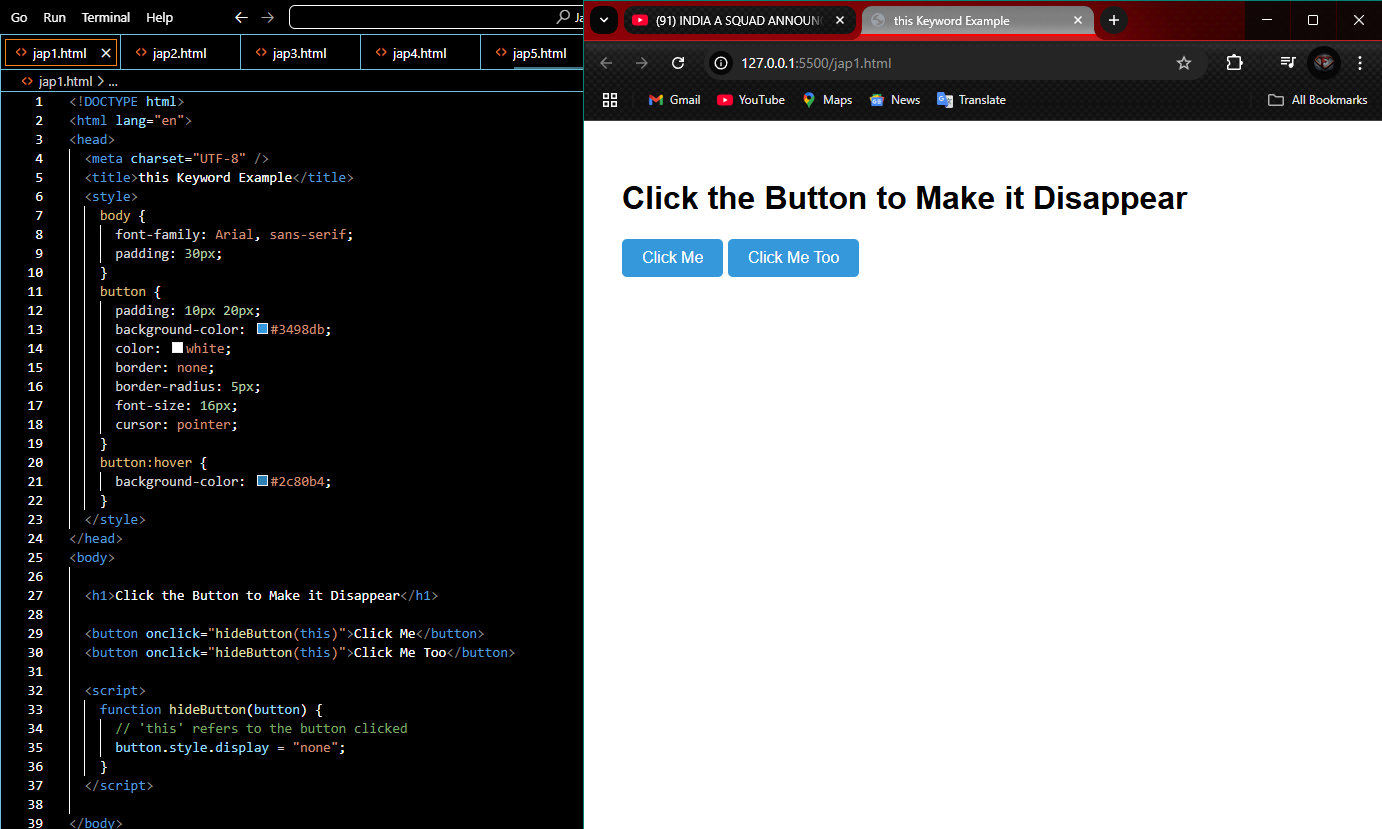 Go Run Terminal Help
jap1.html jap2.html jap3.html jap4.html jap5.html
jap1.html > ...
1 <!DOCTYPE html>
2 <html lang="en">
3 <head>
4 <meta charset="UTF-8" />
5 <title>this Keyword Example</title>
6 <style>
7 body {
8 font-family: Arial, sans-serif;
9 padding: 30px;
10 }
11 button {
12 padding: 10px 20px;
13 background-color: #3498db;
14 color: white;
15 border: none;
16 border-radius: 5px;
17 font-size: 16px;
18 cursor: pointer;
19 }
20 button:hover {
21 background-color: #2c80b4;
22 }
23 </style>
24 </head>
25 <body>
26
27 <h1>Click the Button to Make it Disappear</h1>
28
29 <button onclick="hideButton(this)">Click Me</button>
30 <button onclick="hideButton(this)">Click Me Too</button>
31
32 <script>
33 function hideButton(button) {
34 // 'this' refers to the button clicked
35 button.style.display = "none";
36 }
37 </script>
38
39 </body>
(91) INDIA A SQUAD ANNOUN this Keyword Example
127.0.0.1:5500/jap1.html
Gmail YouTube Maps News Translate All Bookmarks
Click the Button to Make it Disappear
Click Me Click Me Too